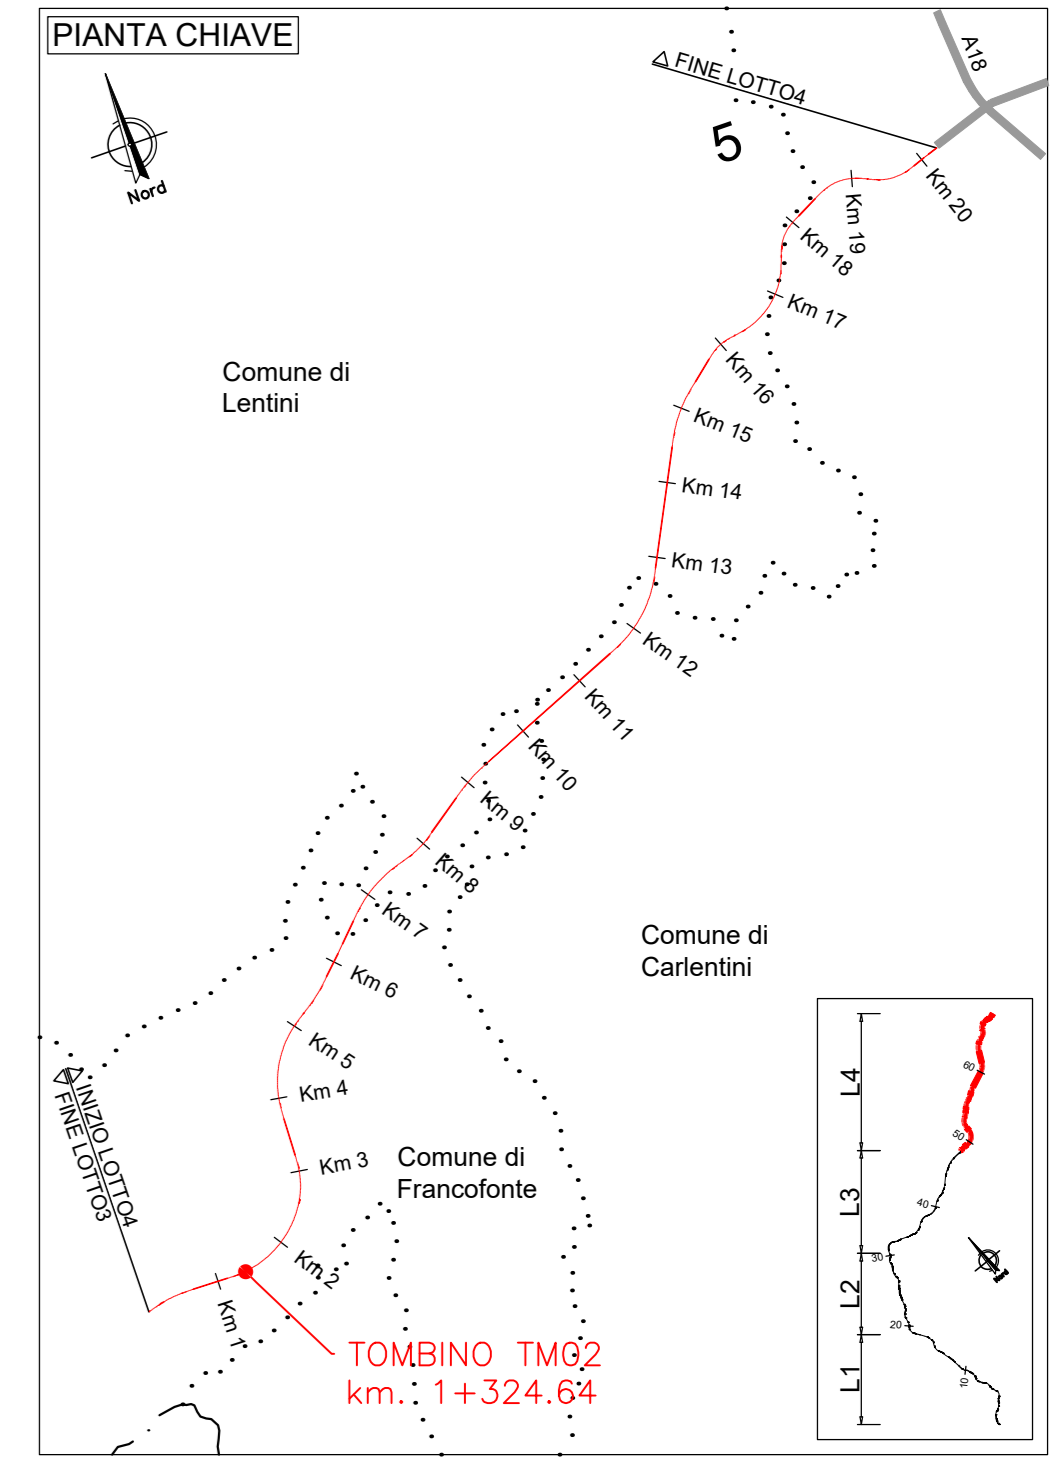 PIANTA CHIAVE
Nord
FINE LOTTO4
A18
5
Km 20
Km 19
Km 18
Km 17
Km 16
Km 15
Km 14
Km 13
Km 12
Km 11
Km 10
Km 9
Km 8
Km 7
Km 6
Km 5
Km 4
Km 3
Km 2
Km 1
Comune di
Lentini
Comune di
Carlentini
Comune di
Francofonte
INIZIO LOTTO4
FINE LOTTO3
TOMBINO TM02
km. 1+324.64
L4
L3
L2
L1
60
50
40
30
20
10
Nord